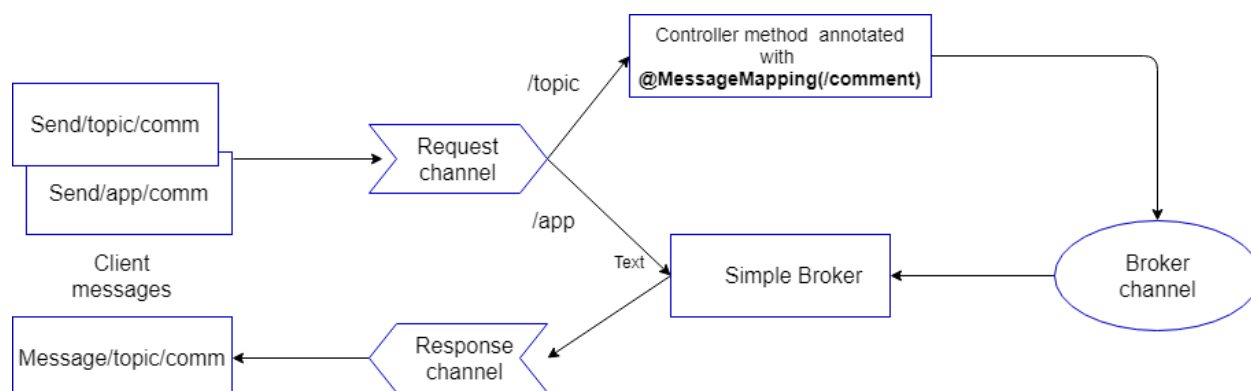 Controller method annotated
with
@MessageMapping(/comment)
/topic
Send/topic/comm
Request
channel
Send/app/comm
/app
Text
Simple Broker
Broker
channel
Client
messages
Message/topic/comm
Response
channel